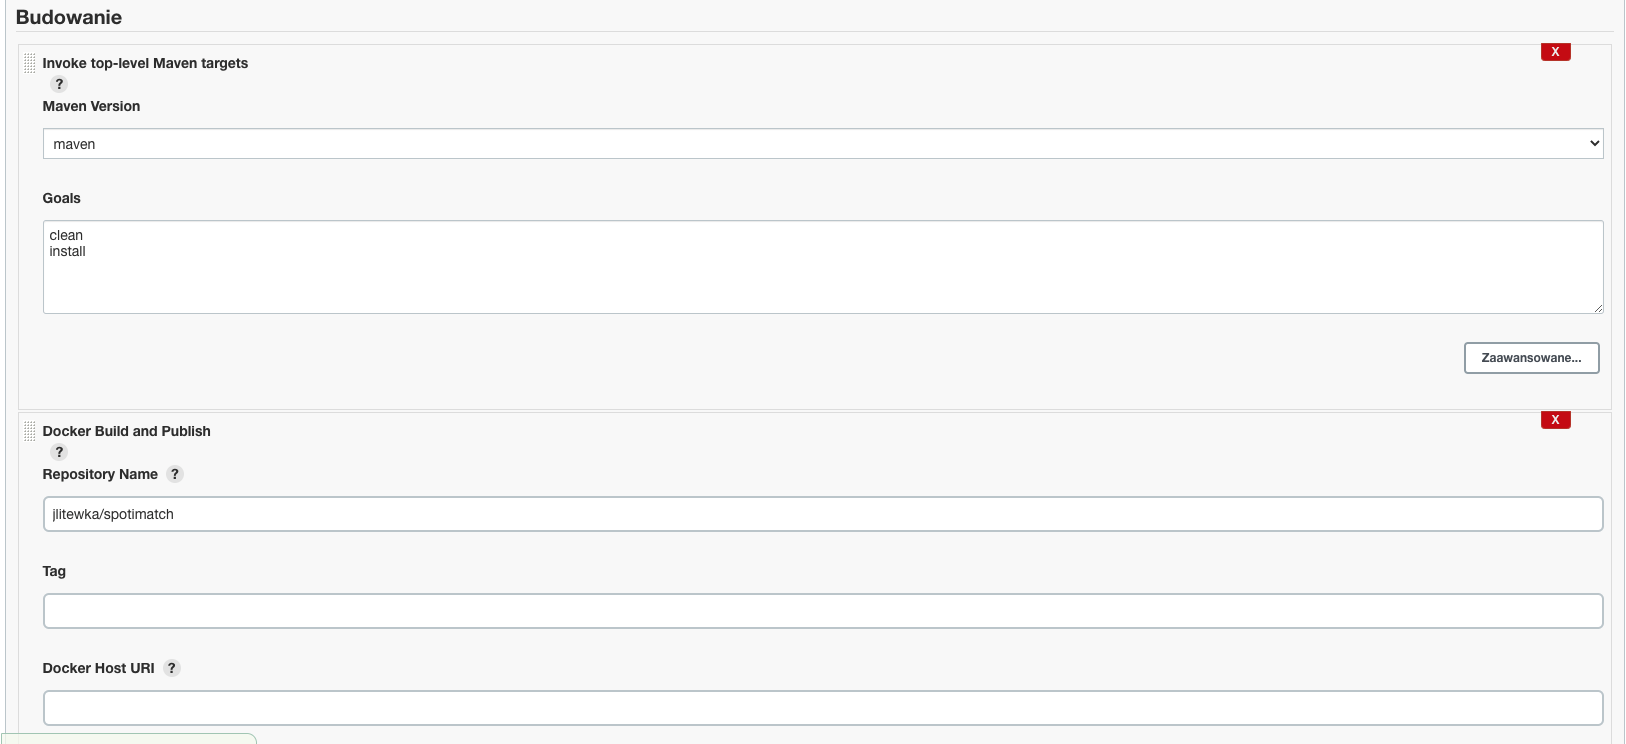 Budowanie
X
Invoke top-level Maven targets
?
Maven Version
maven
Goals
clean
install
Zaawansowane...
X
Docker Build and Publish
?
Repository Name ?
jlitewka/spotimatch
Tag
Docker Host URI ?